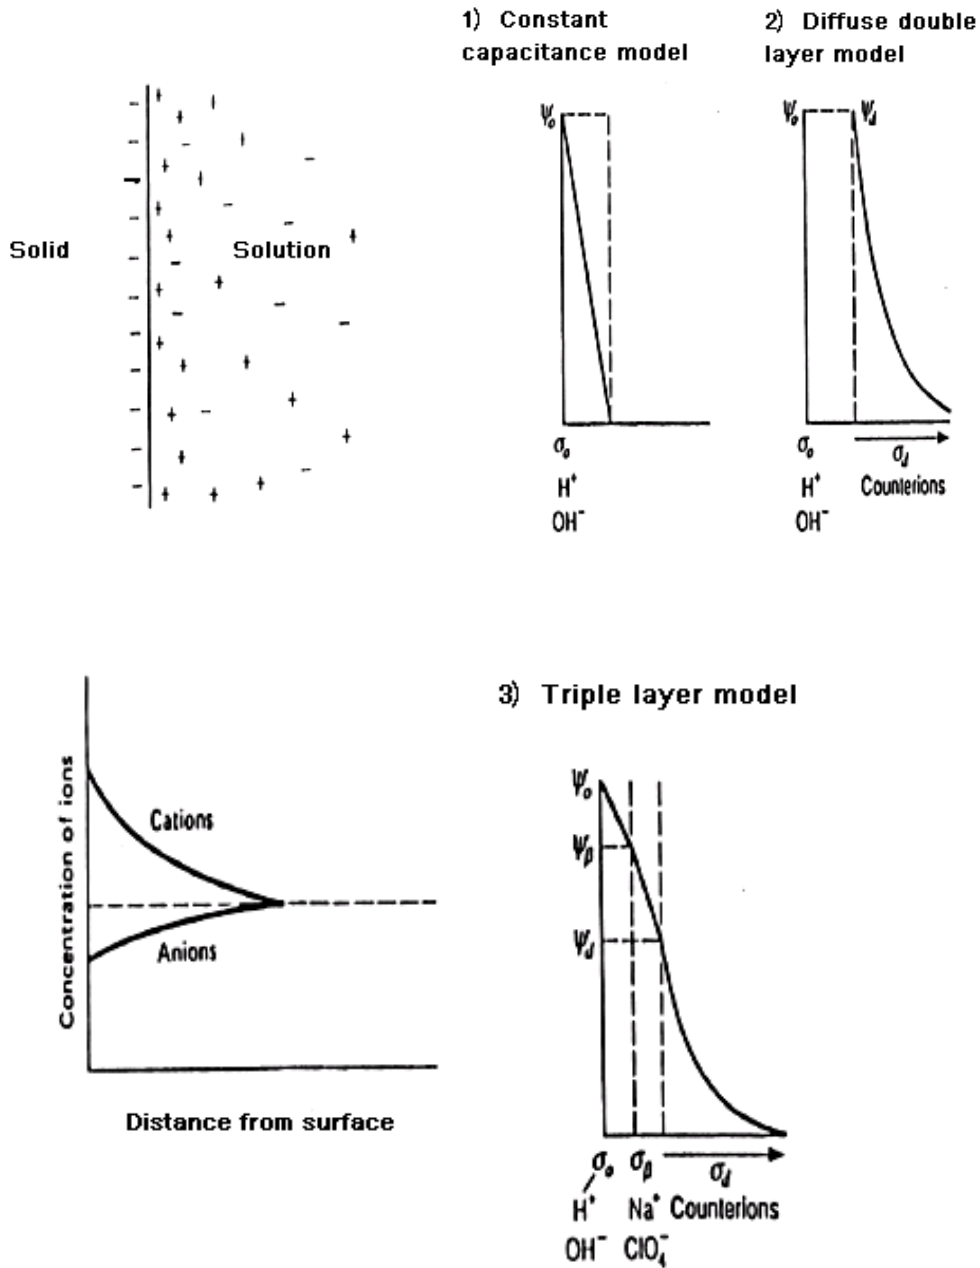 1) Constant
capacitance model
2) Diffuse double
layer model
Solid
Solution
ψₒ
σₒ
H⁺
OH⁻
ψₒ
ψd
σₒ
σd
H⁺
Counterions
OH⁻
Concentration of ions
Cations
Anions
Distance from surface
3) Triple layer model
ψₒ
ψᵦ
ψd
σₒ σᵦ σd
H⁺ Na⁺ Counterions
OH⁻ ClO₄⁻